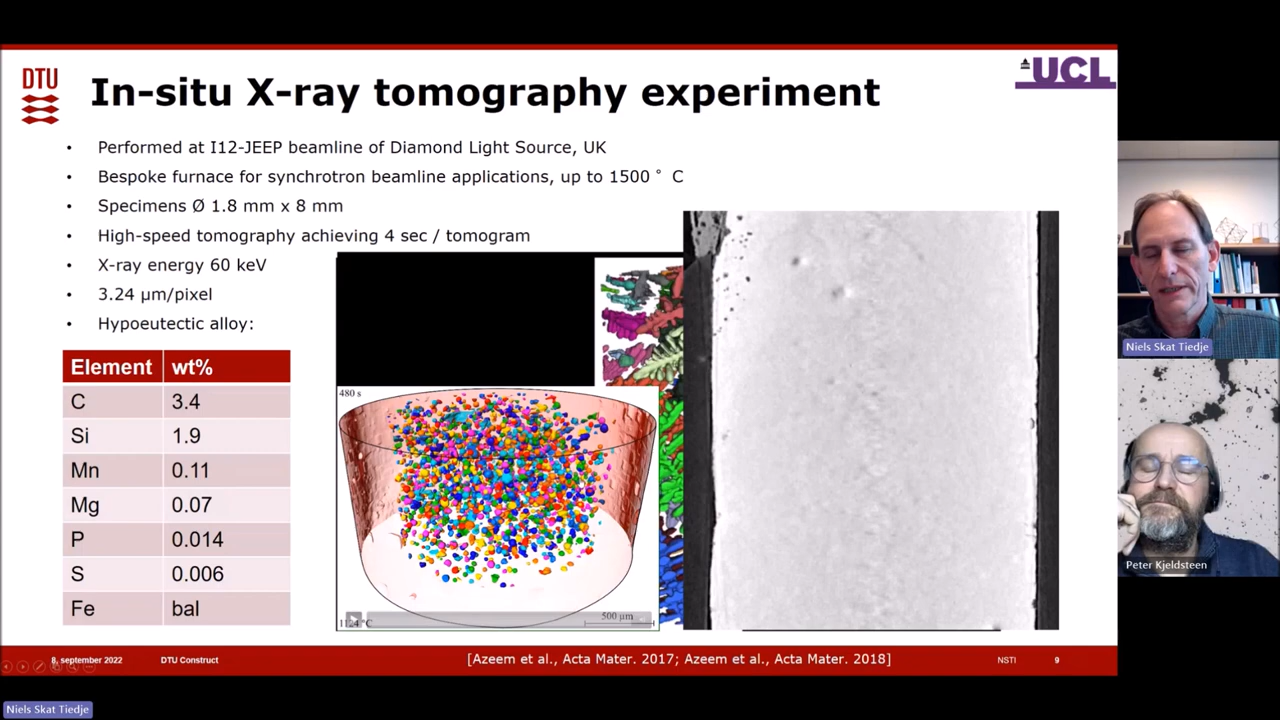 DTU
In-situ X-ray tomography experiment
UCL
• Performed at I12-JEEP beamline of Diamond Light Source, UK
• Bespoke furnace for synchrotron beamline applications, up to 1500 ° C
• Specimens Ø 1.8 mm x 8 mm
• High-speed tomography achieving 4 sec / tomogram
• X-ray energy 60 keV
• 3.24 µm/pixel
• Hypoeutectic alloy:
Element wt%
C 3.4
Si 1.9
Mn 0.11
Mg 0.07
P 0.014
S 0.006
Fe bal
480 s
1124 °C
500 µm
Niels Skat Tiedje
Peter Kjeldsteen
8. september 2022
DTU Construct
[Azeem et al., Acta Mater. 2017; Azeem et al., Acta Mater. 2018]
NSTI
9
Niels Skat Tiedje